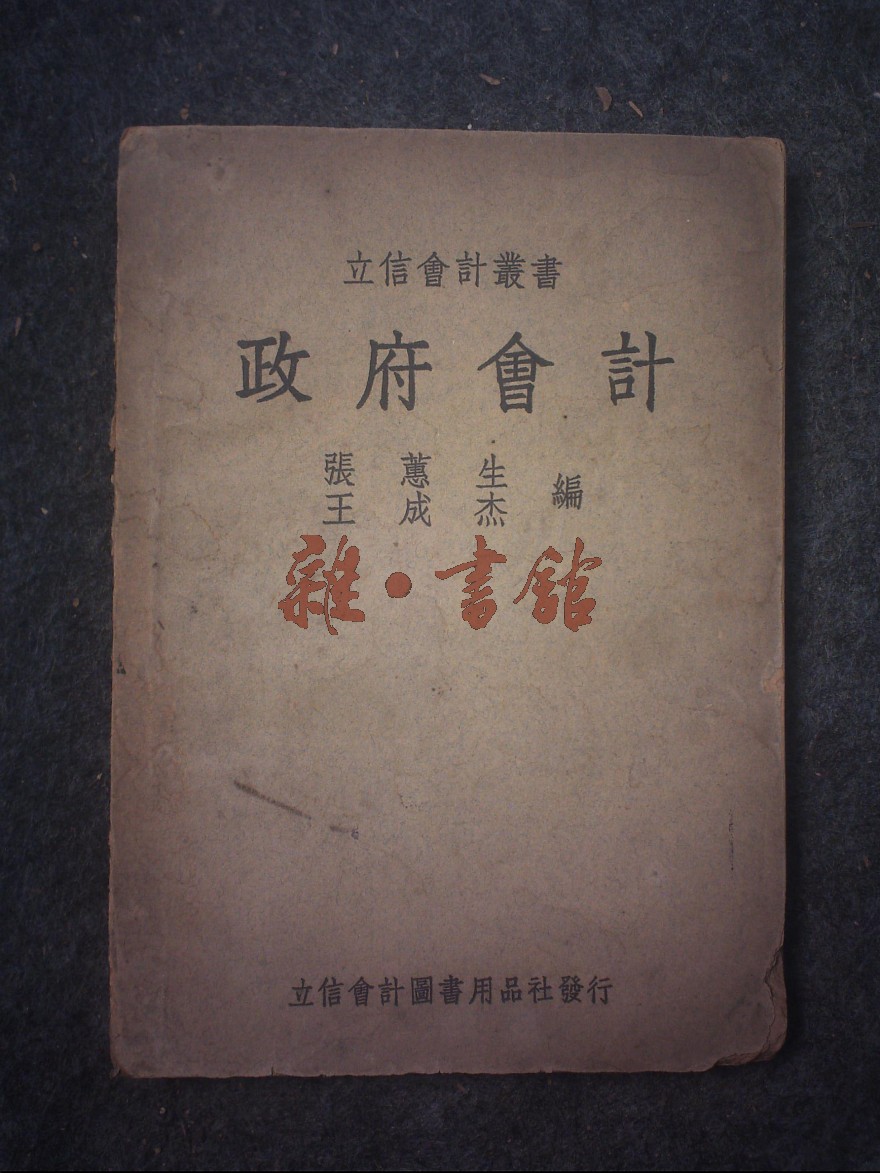 立信會計叢書
政府會計
張蕙生
王成杰
編
雜·書館
立信會計圖書用品社發行